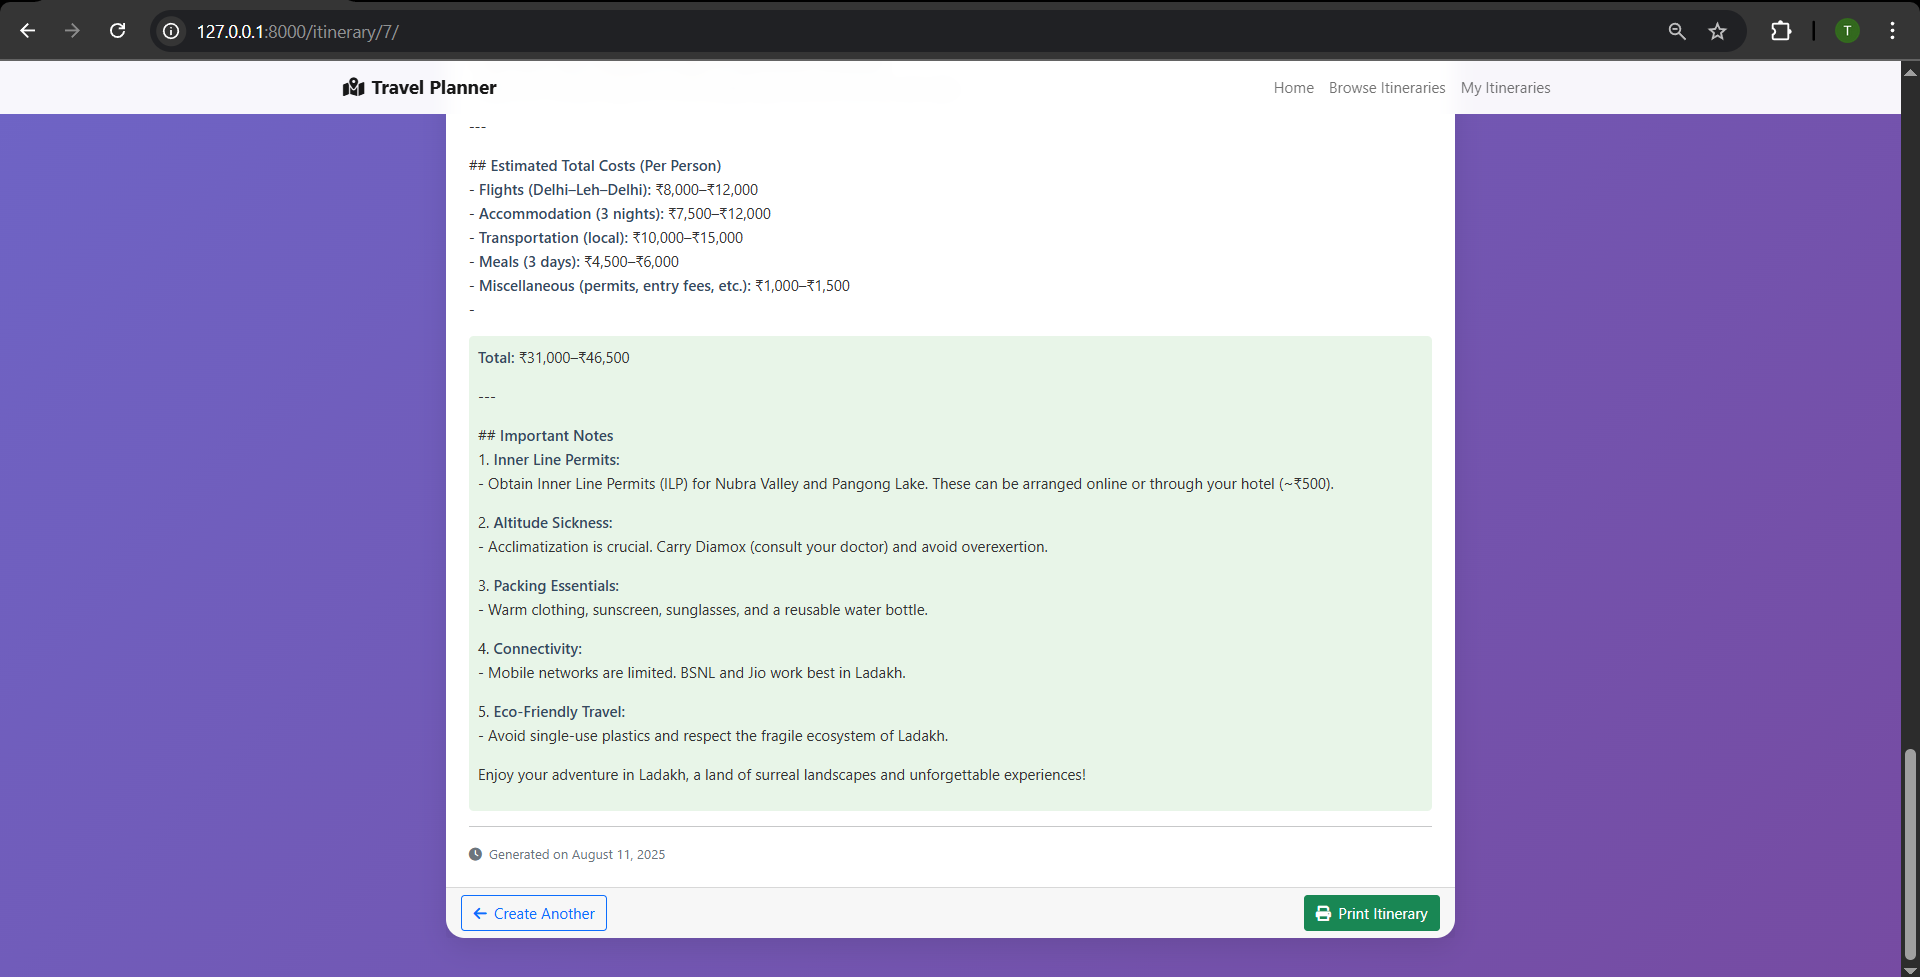 127.0.0.1:8000/itinerary/7/
T
Travel Planner
Home Browse Itineraries My Itineraries
---
## Estimated Total Costs (Per Person)
- Flights (Delhi–Leh–Delhi): ₹8,000–₹12,000
- Accommodation (3 nights): ₹7,500–₹12,000
- Transportation (local): ₹10,000–₹15,000
- Meals (3 days): ₹4,500–₹6,000
- Miscellaneous (permits, entry fees, etc.): ₹1,000–₹1,500
-
Total: ₹31,000–₹46,500
---
## Important Notes
1. Inner Line Permits:
- Obtain Inner Line Permits (ILP) for Nubra Valley and Pangong Lake. These can be arranged online or through your hotel (~₹500).
2. Altitude Sickness:
- Acclimatization is crucial. Carry Diamox (consult your doctor) and avoid overexertion.
3. Packing Essentials:
- Warm clothing, sunscreen, sunglasses, and a reusable water bottle.
4. Connectivity:
- Mobile networks are limited. BSNL and Jio work best in Ladakh.
5. Eco-Friendly Travel:
- Avoid single-use plastics and respect the fragile ecosystem of Ladakh.
Enjoy your adventure in Ladakh, a land of surreal landscapes and unforgettable experiences!
Generated on August 11, 2025
Create Another
Print Itinerary